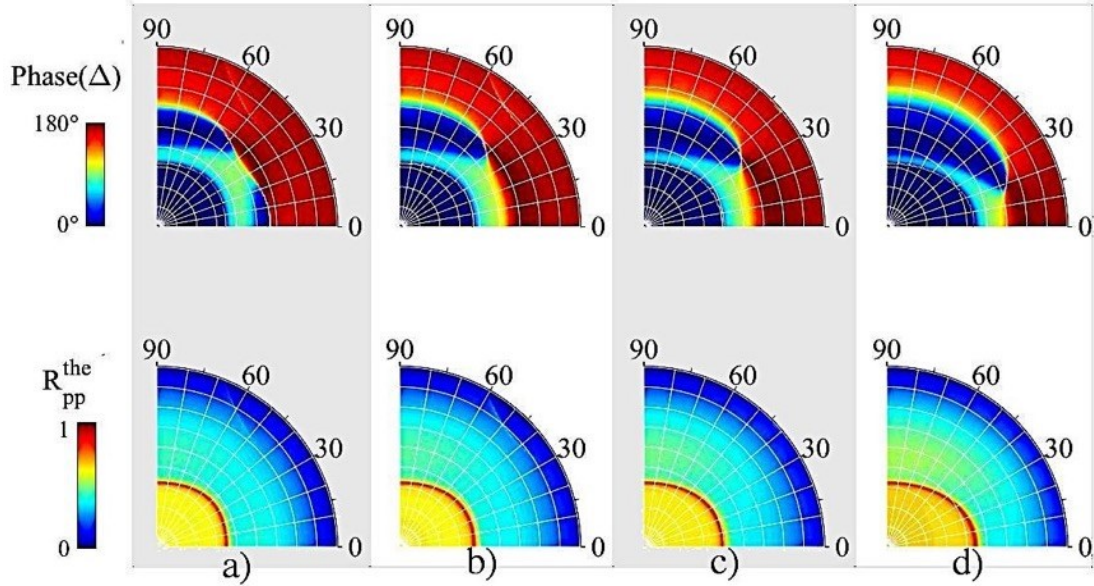 90 90 90 90
60 60 60 60
Phase(Δ)
180°
30 30 30 30
0°
0 0 0 0
90 90 90 90
60 60 60 60
R_pp^the
1
30 30 30 30
0
0 0 0 0
a) b) c) d)